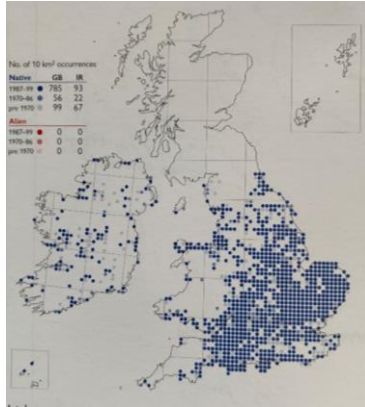 No. of 10 km² occurrences
Native GB IR
1987–99 785 93
1970–86 56 22
pre 1970 99 67
Alien
1987–99 0 0
1970–86 0 0
pre 1970 0 0